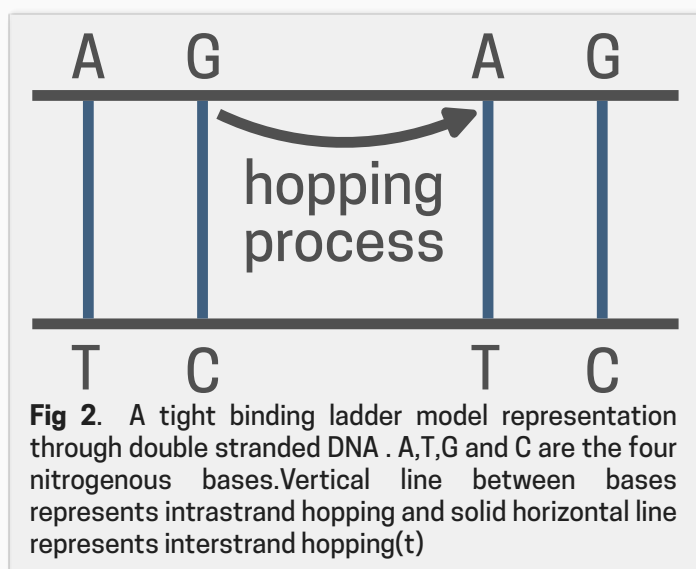 A G A G
hopping
process
T C T C
Fig 2. A tight binding ladder model representation
through double stranded DNA . A,T,G and C are the four
nitrogenous bases.Vertical line between bases
represents intrastrand hopping and solid horizontal line
represents interstrand hopping(t)